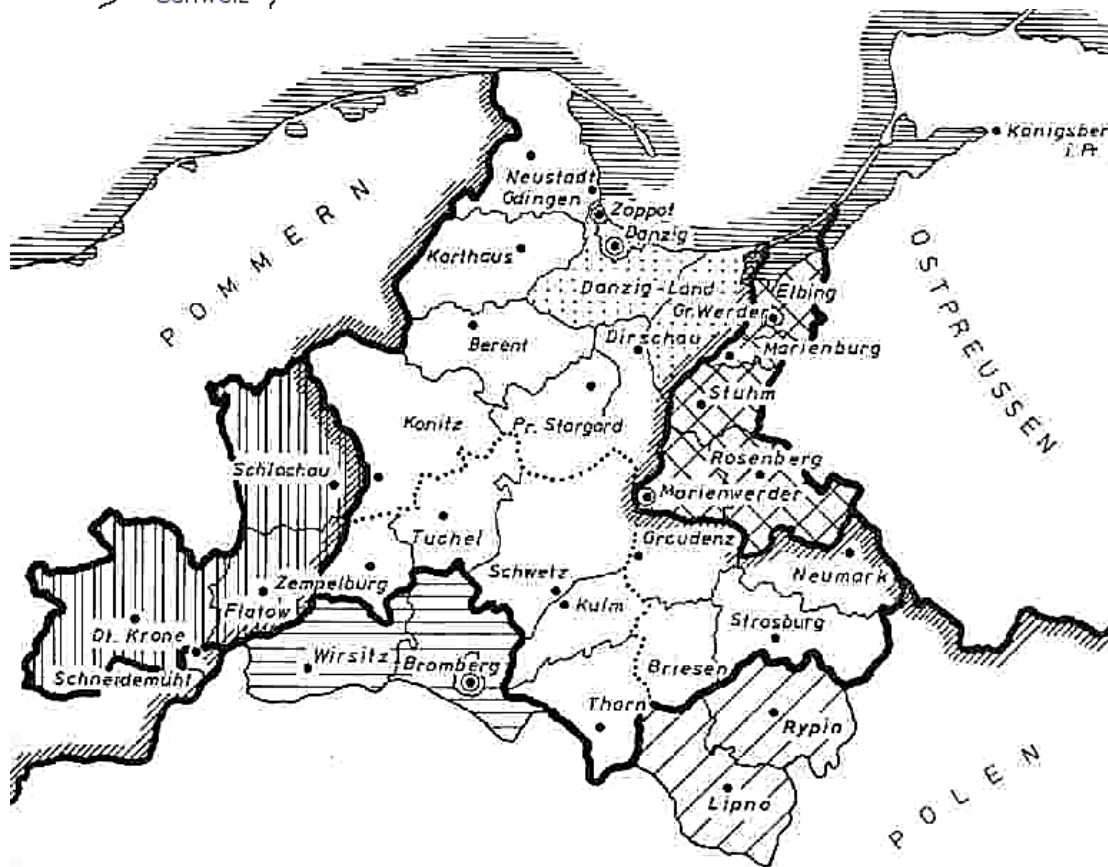 Schweiz
Königsber
i. Pr.
Neustadt
Gdingen
Zoppot
Danzig
Karthaus
POMMERN
OSTPREUSSEN
Danzig-Land
Elbing
Gr. Werder
Berent
Dirschau
Marienburg
Stuhm
Konitz
Pr. Stargard
Schlochau
Rosenberg
Marienwerder
Tuchel
Graudenz
Zempelburg
Schwetz
Neumark
Flatow
Kulm
Dt. Krone
Strasburg
Wirsitz
Bromberg
Briesen
Schneidemühl
Thorn
Rypin
Lipno
POLEN